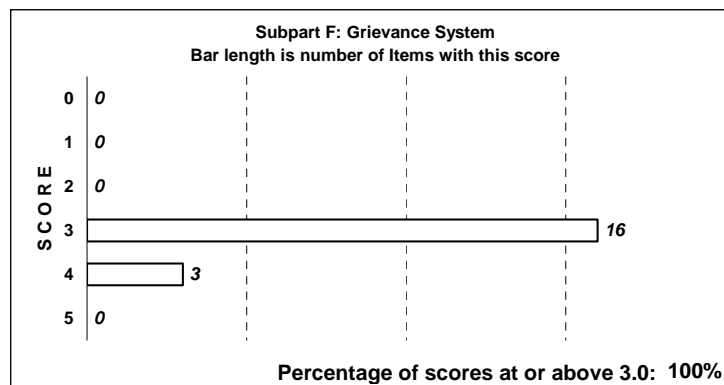 Subpart F: Grievance System
Bar length is number of Items with this score
SCORE
0 0
1 0
2 0
3 16
4 3
5 0
Percentage of scores at or above 3.0: 100%